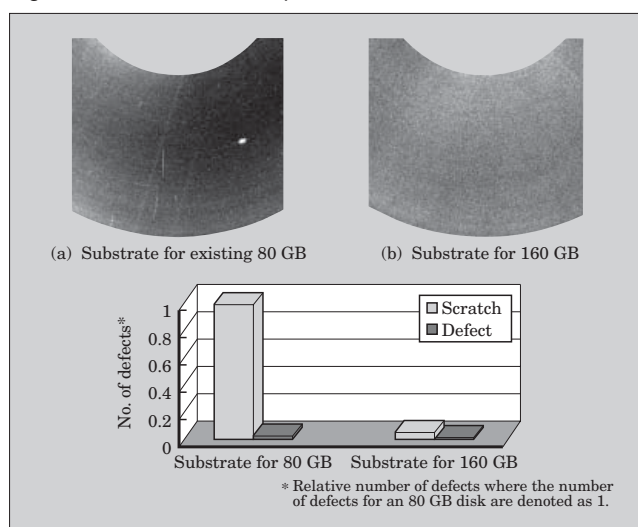 (a) Substrate for existing 80 GB
(b) Substrate for 160 GB
No. of defects*
1
0.8
0.6
0.4
0.2
0
Scratch
Defect
Substrate for 80 GB
Substrate for 160 GB
* Relative number of defects where the number
of defects for an 80 GB disk are denoted as 1.